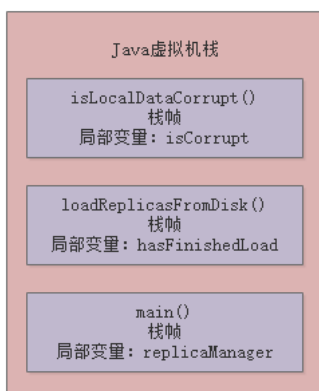 Java虚拟机栈
isLocalDataCorrupt()
栈帧
局部变量：isCorrupt
loadReplicasFromDisk()
栈帧
局部变量：hasFinishedLoad
main()
栈帧
局部变量：replicaManager